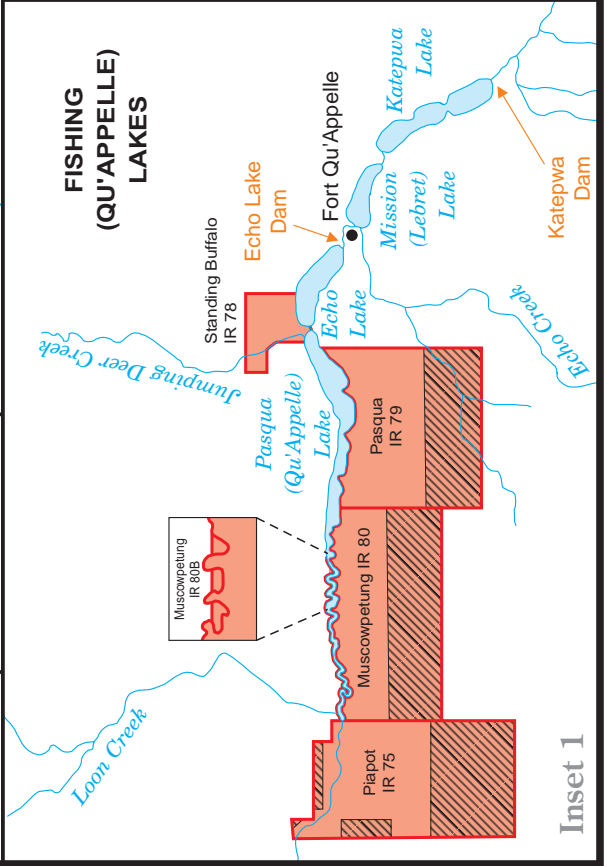 FISHING
(QU'APPELLE)
LAKES
Standing Buffalo
IR 78
Echo Lake
Dam
Fort Qu'Appelle
Katepwa
Lake
Mission
(Lebret)
Lake
Katepwa
Dam
Echo
Lake
Echo Creek
Jumping Deer Creek
Pasqua
(Qu'Appelle)
Lake
Pasqua
IR 79
Muscowpetung
IR 80B
Muscowpetung IR 80
Loon Creek
Piapot
IR 75
Inset 1